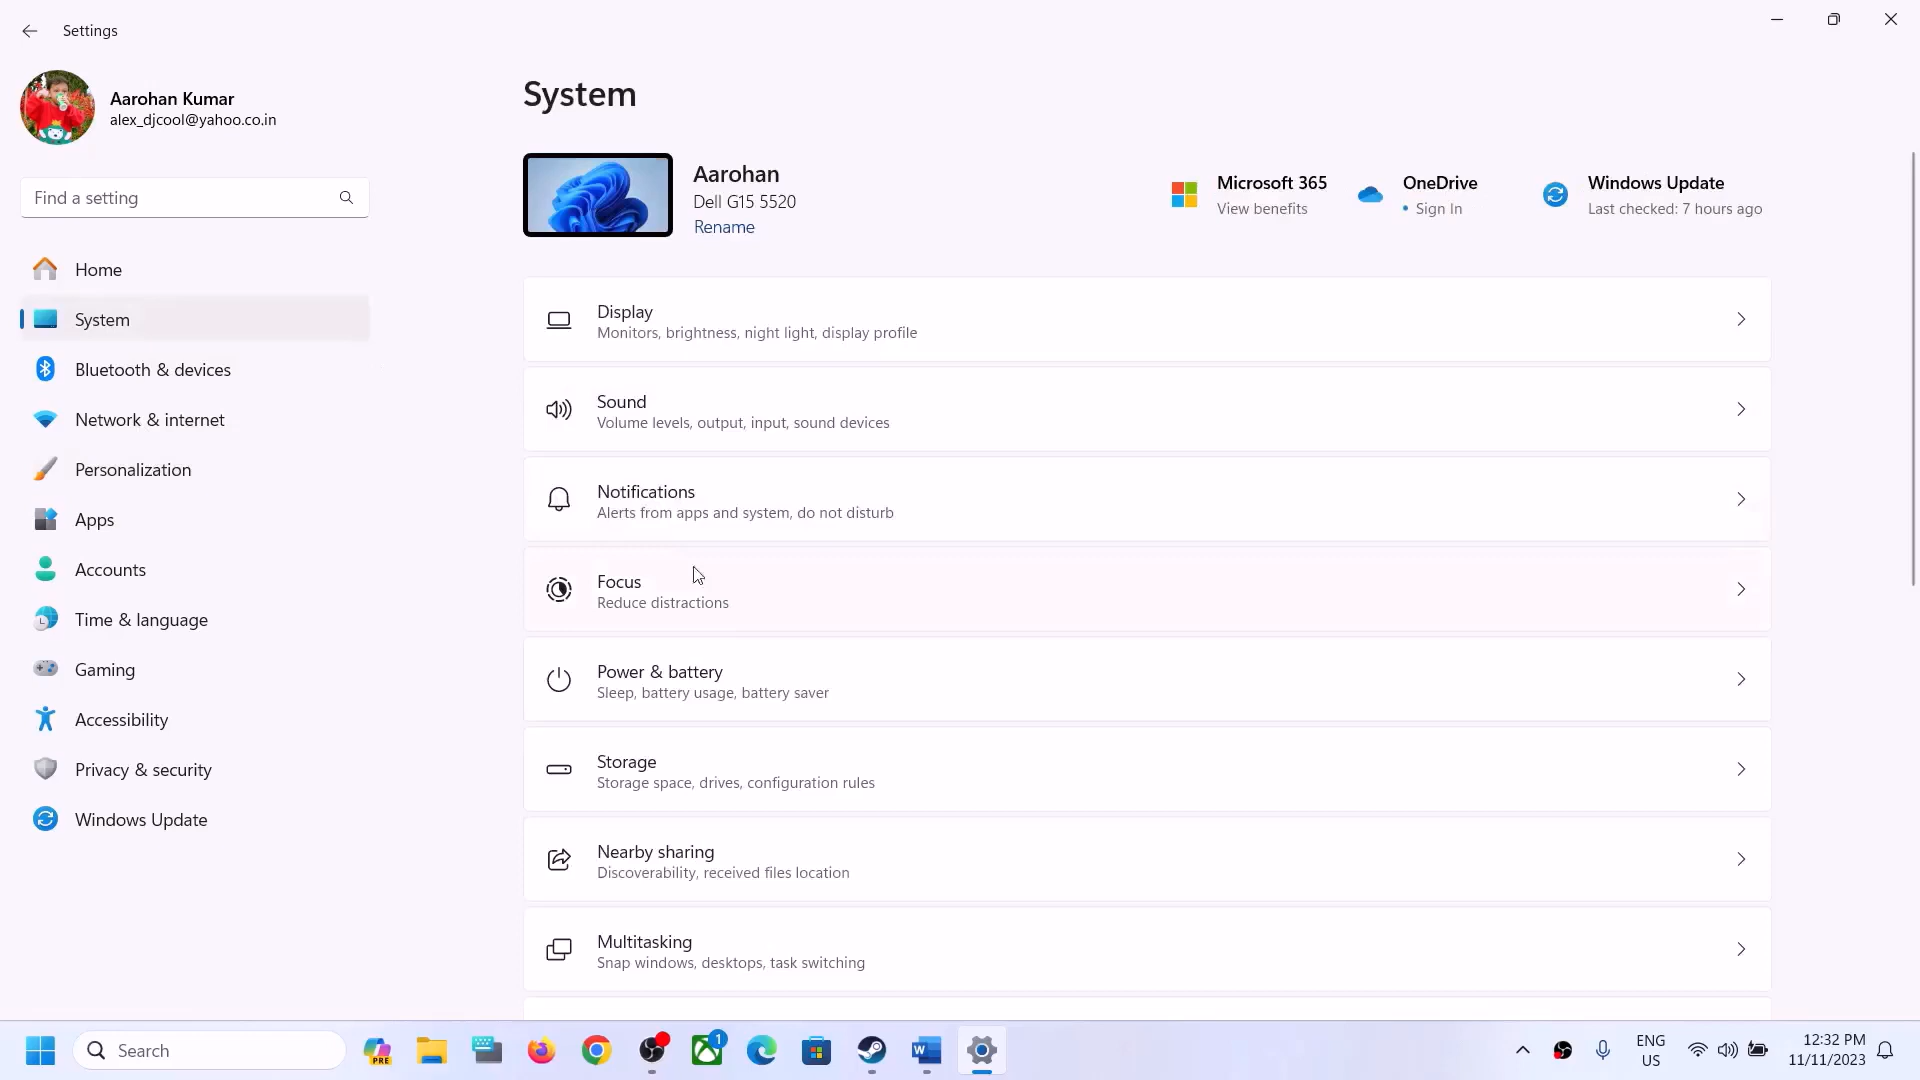 Settings
Aarohan Kumar
alex_djcool@yahoo.co.in
Find a setting
Home
System
Bluetooth & devices
Network & internet
Personalization
Apps
Accounts
Time & language
Gaming
Accessibility
Privacy & security
Windows Update
System
Aarohan
Dell G15 5520
Rename
Microsoft 365
View benefits
OneDrive
• Sign In
Windows Update
Last checked: 7 hours ago
Display
Monitors, brightness, night light, display profile
Sound
Volume levels, output, input, sound devices
Notifications
Alerts from apps and system, do not disturb
Focus
Reduce distractions
Power & battery
Sleep, battery usage, battery saver
Storage
Storage space, drives, configuration rules
Nearby sharing
Discoverability, received files location
Multitasking
Snap windows, desktops, task switching
Search
PRE
1
W
ENG
US
12:32 PM
11/11/2023